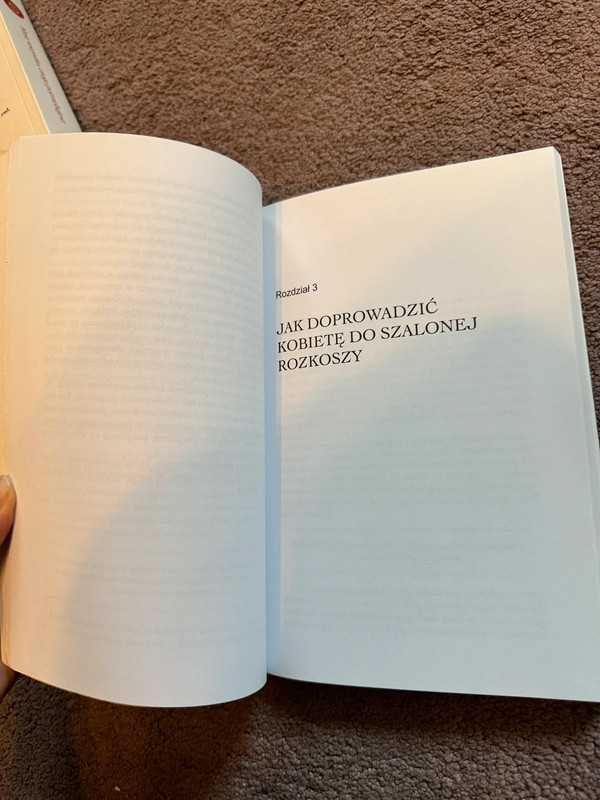 Rozdział 3
JAK DOPROWADZIĆ
KOBIETĘ DO SZALONEJ
ROZKOSZY